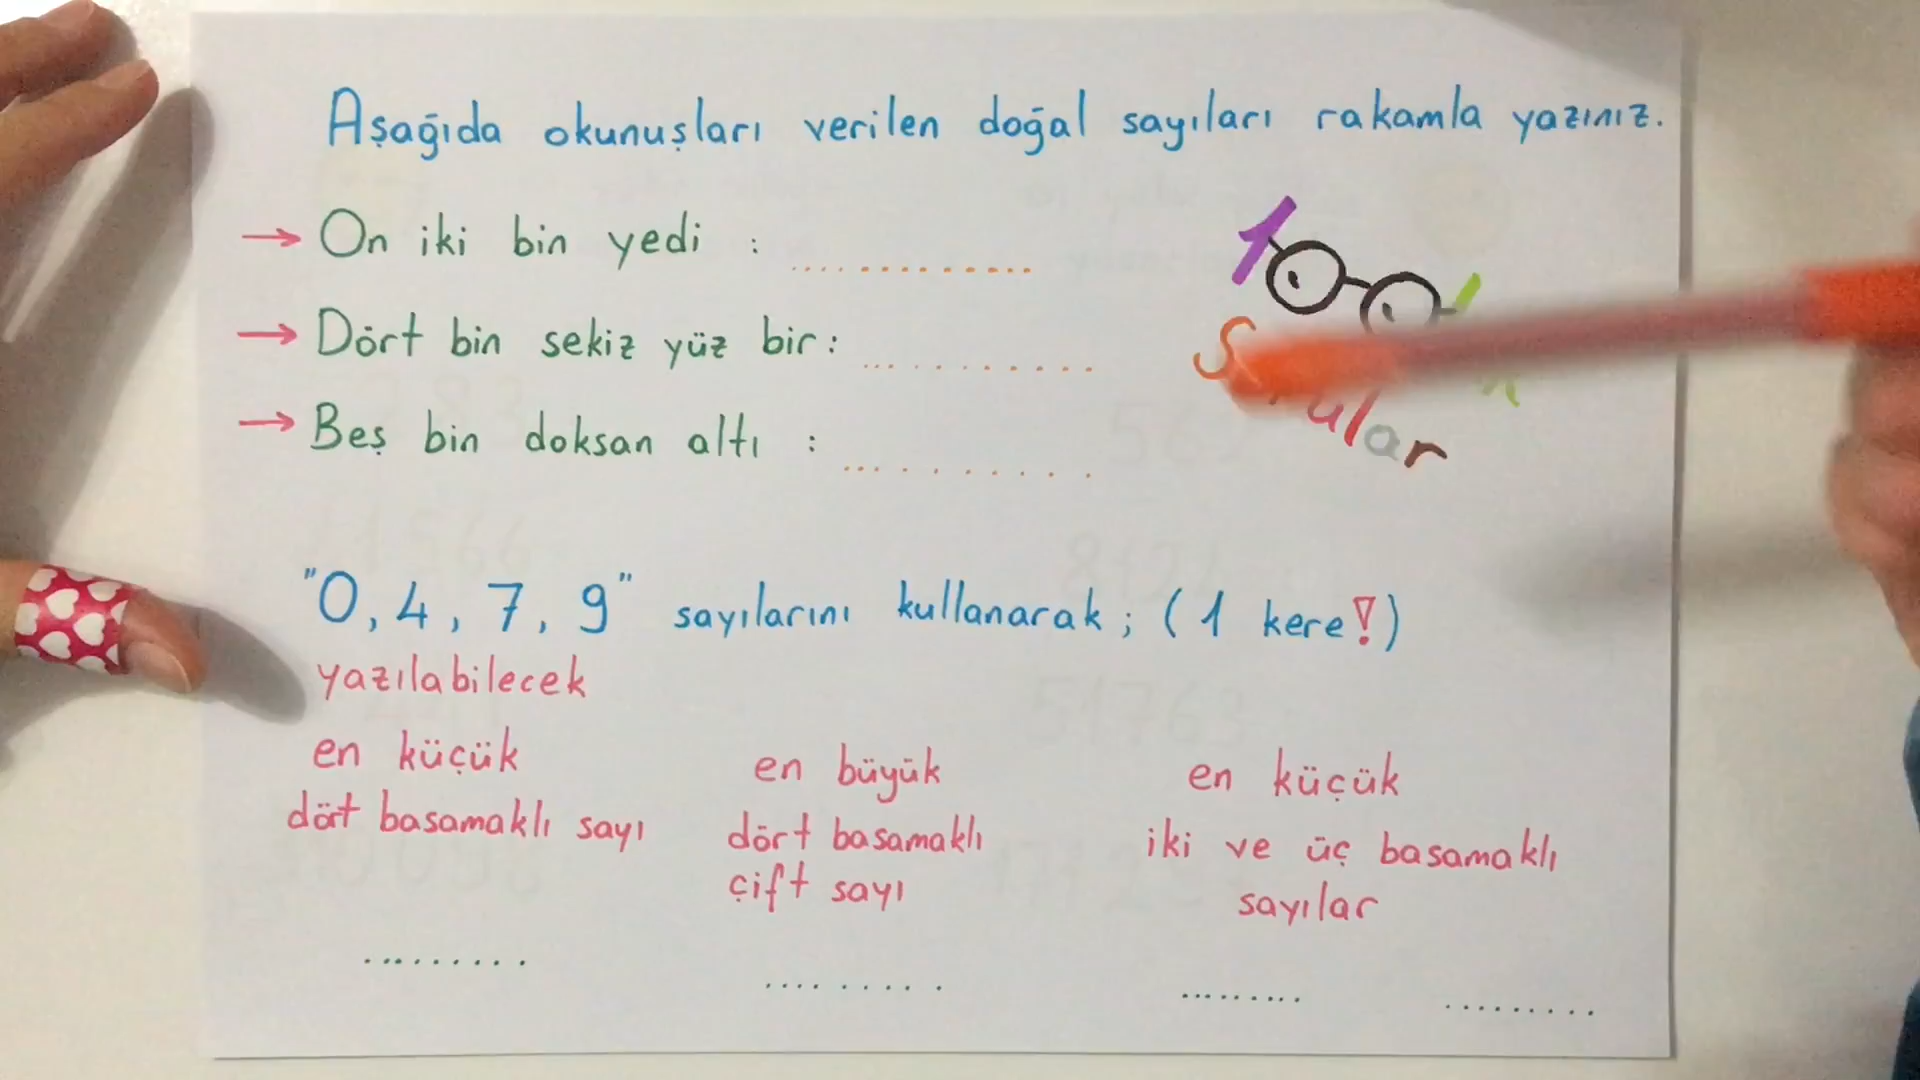 Aşağıda okunuşları verilen doğal sayıları rakamla yazınız.
→ On iki bin yedi : ............
→ Dört bin sekiz yüz bir : ..........
→ Beş bin doksan altı : ..........
"0, 4, 7, 9" sayılarını kullanarak; (1 kere!)
yazılabilecek
en küçük
dört basamaklı sayı
.........
en büyük
dört basamaklı
çift sayı
.........
en küçük
iki ve üç basamaklı
sayılar
......... .........